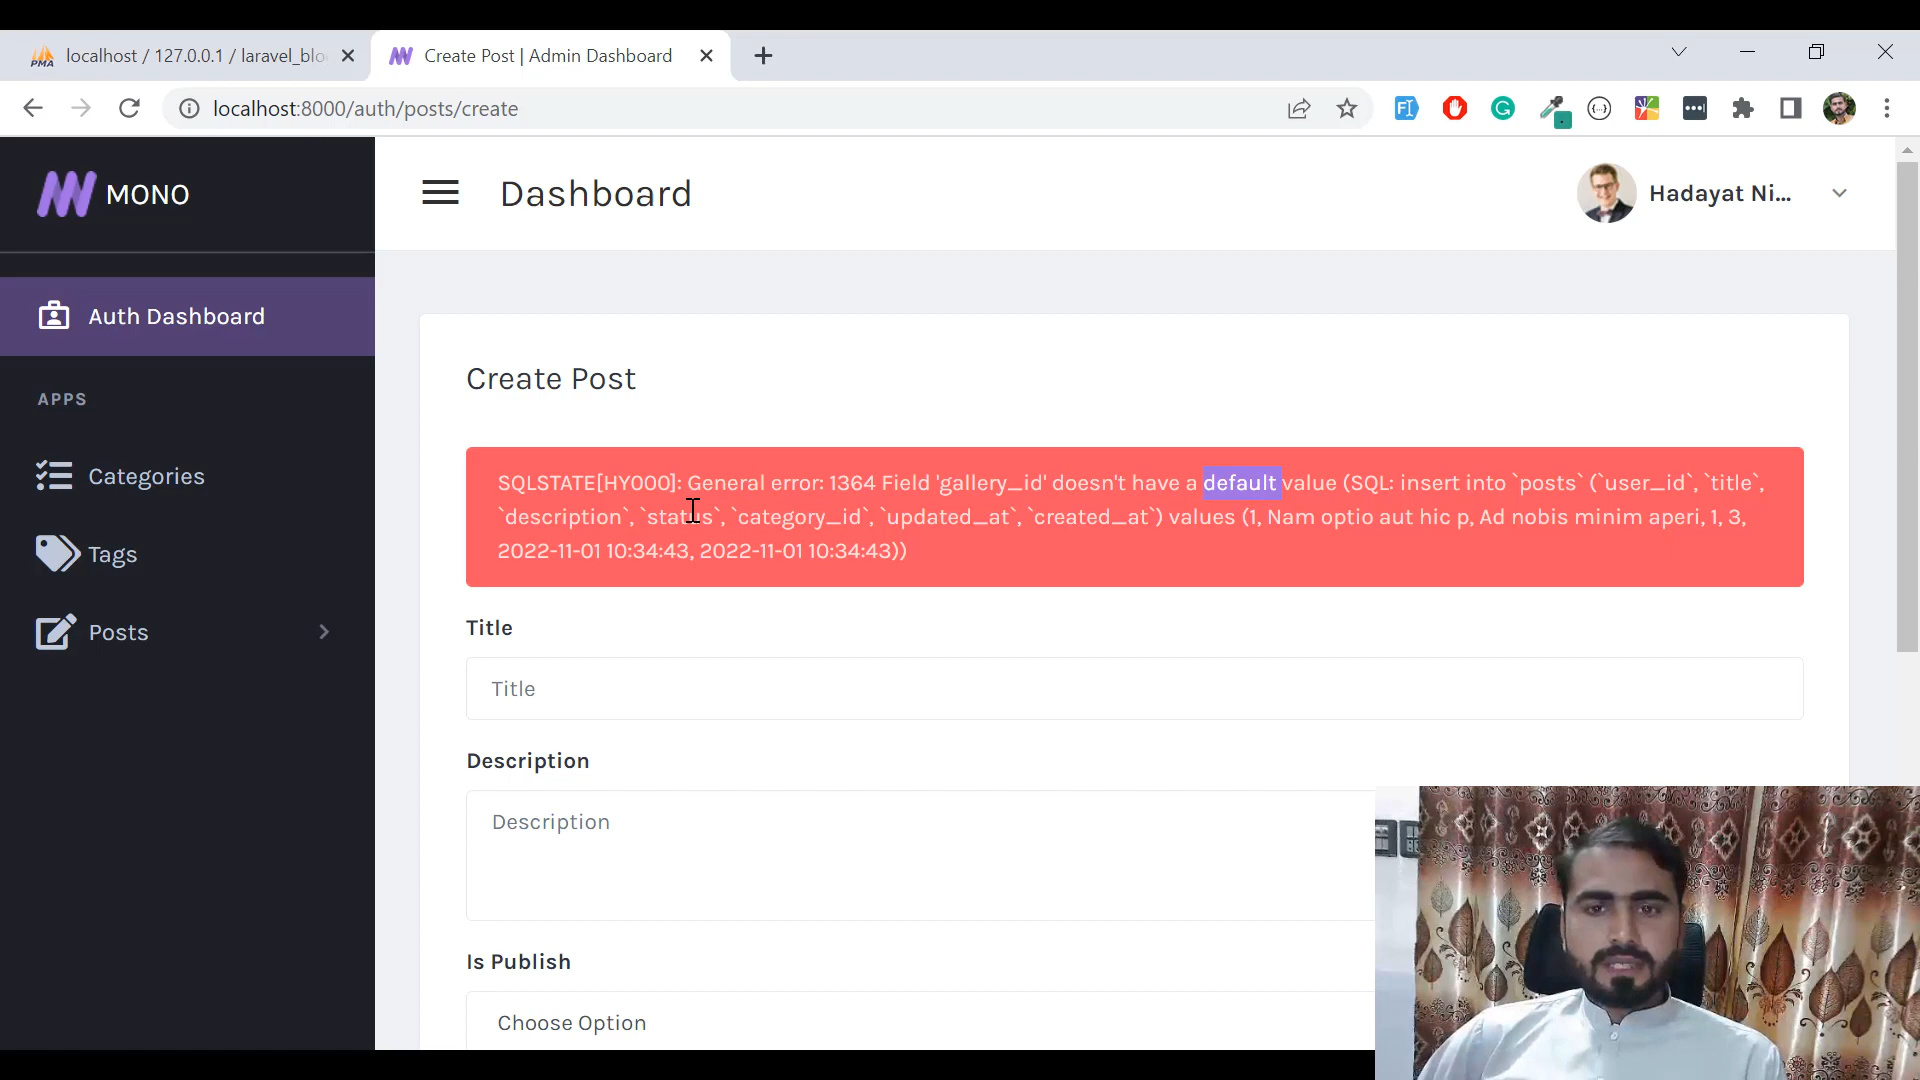 localhost / 127.0.0.1 / laravel_blo
Create Post | Admin Dashboard
localhost:8000/auth/posts/create
MONO
Dashboard
Hadayat Ni...
Auth Dashboard
APPS
Categories
Tags
Posts
Create Post
SQLSTATE[HY000]: General error: 1364 Field 'gallery_id' doesn't have a default value (SQL: insert into `posts` (`user_id`, `title`,
`description`, `status`, `category_id`, `updated_at`, `created_at`) values (1, Nam optio aut hic p, Ad nobis minim aperi, 1, 3,
2022-11-01 10:34:43, 2022-11-01 10:34:43))
Title
Title
Description
Description
Is Publish
Choose Option